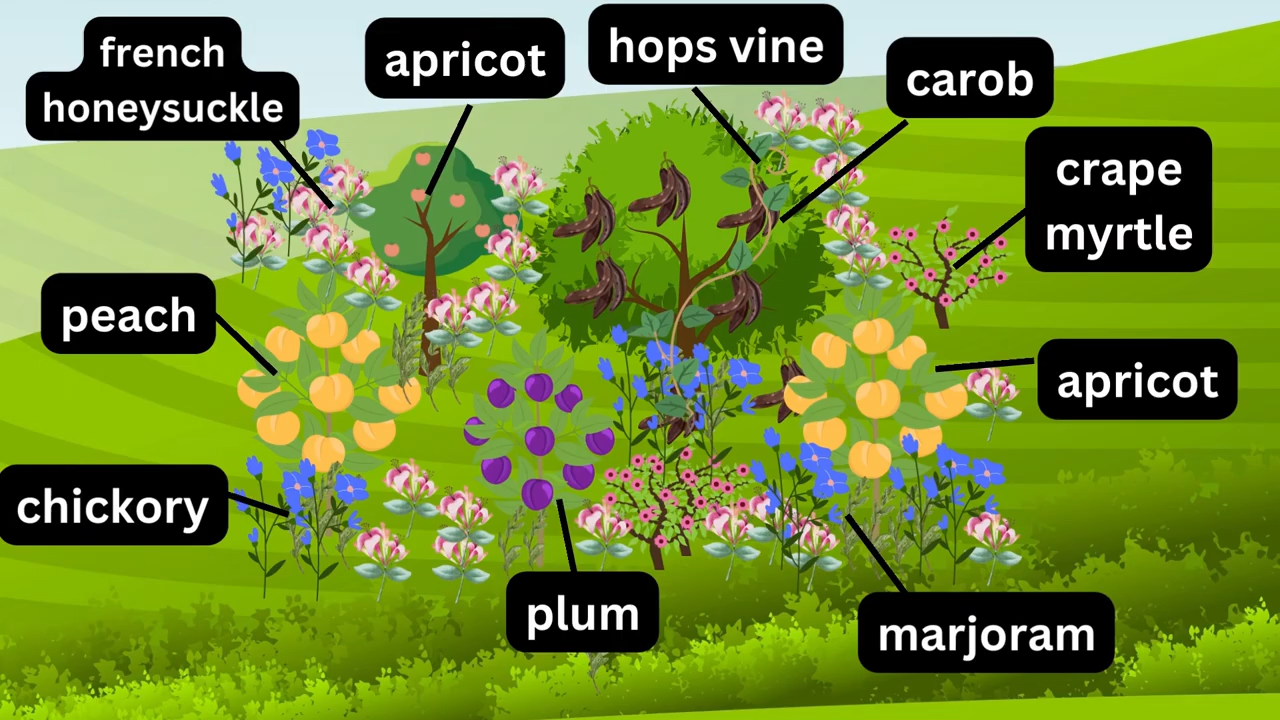 french
honeysuckle
apricot
hops vine
carob
crape
myrtle
peach
apricot
chickory
plum
marjoram